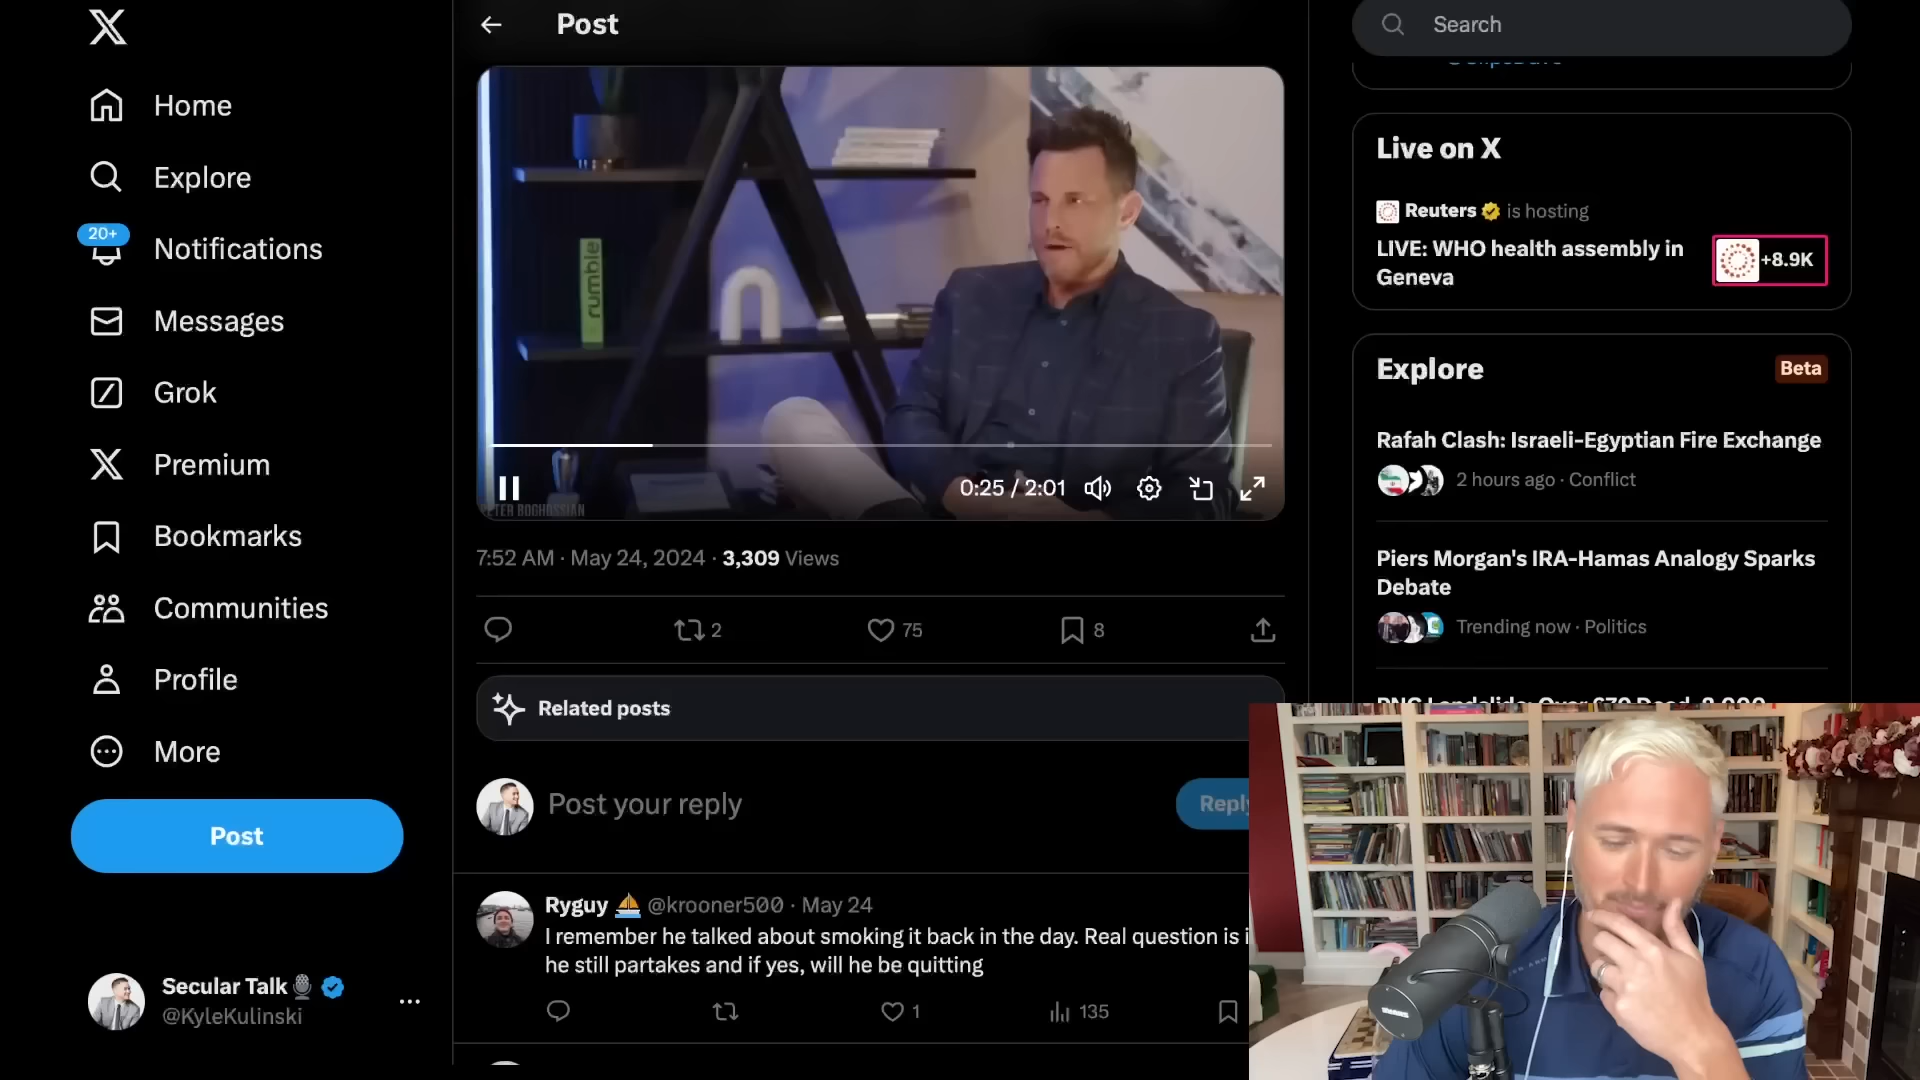 Home
Explore
20+
Notifications
Messages
Grok
Premium
Bookmarks
Communities
Profile
More
Post
Secular Talk
@KyleKulinski
Post
rumble
0:25 / 2:01
7:52 AM · May 24, 2024 · 3,309 Views
2
75
8
Related posts
Post your reply
Reply
Ryguy @krooner500 · May 24
I remember he talked about smoking it back in the day. Real question is i
he still partakes and if yes, will he be quitting
1
135
Search
Live on X
Reuters is hosting
LIVE: WHO health assembly in
Geneva
+8.9K
Explore
Beta
Rafah Clash: Israeli-Egyptian Fire Exchange
2 hours ago · Conflict
Piers Morgan's IRA-Hamas Analogy Sparks
Debate
Trending now · Politics